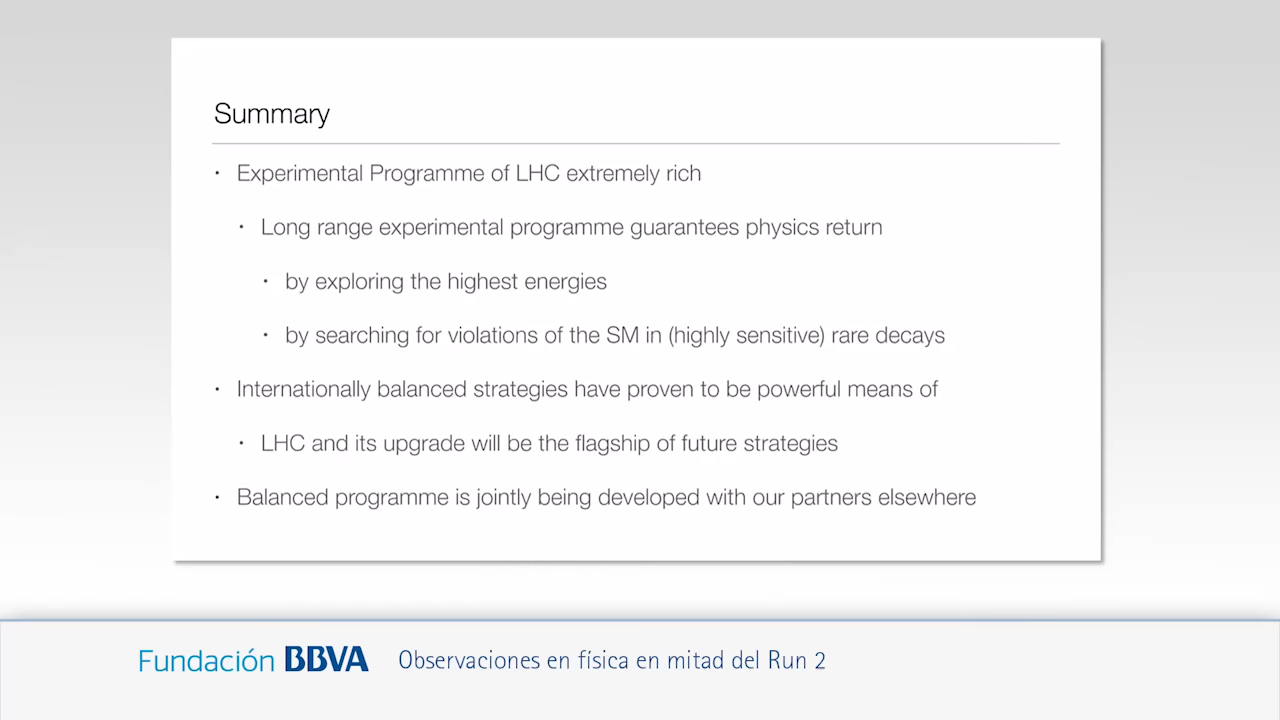 Summary
• Experimental Programme of LHC extremely rich
• Long range experimental programme guarantees physics return
• by exploring the highest energies
• by searching for violations of the SM in (highly sensitive) rare decays
• Internationally balanced strategies have proven to be powerful means of
• LHC and its upgrade will be the flagship of future strategies
• Balanced programme is jointly being developed with our partners elsewhere
Fundación BBVA Observaciones en física en mitad del Run 2